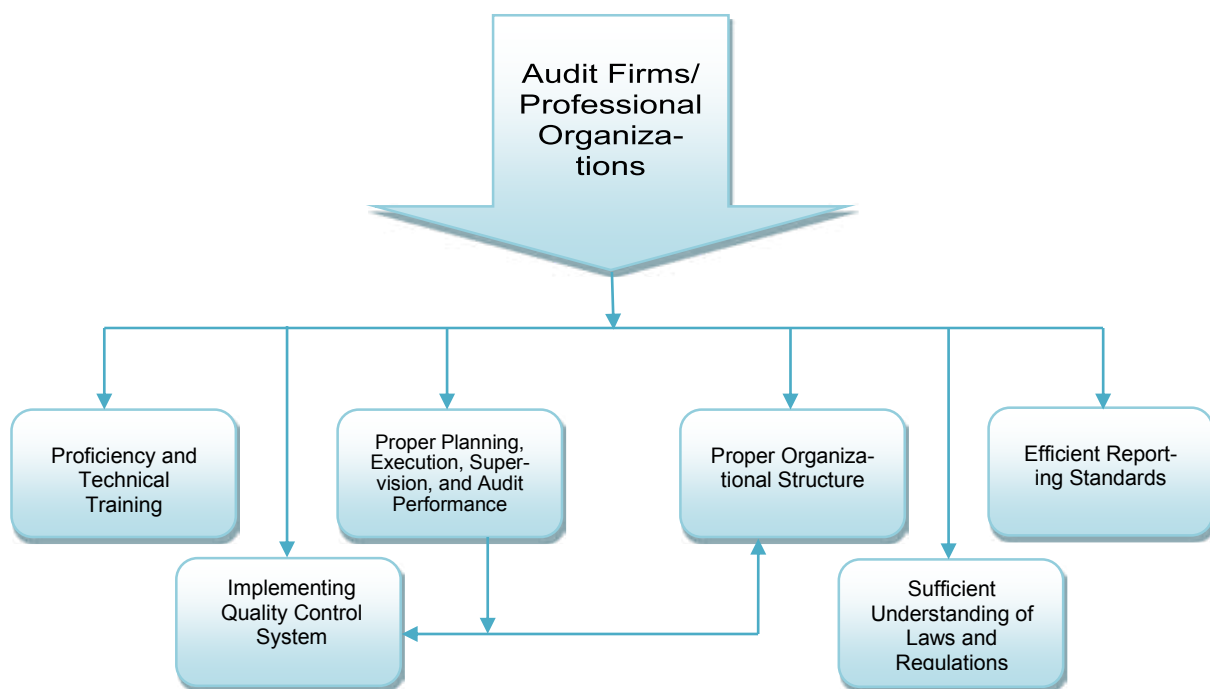 Audit Firms/
Professional
Organiza-
tions
Proficiency and
Technical
Training
Proper Planning,
Execution, Super-
vision, and Audit
Performance
Proper Organiza-
tional Structure
Efficient Report-
ing Standards
Implementing
Quality Control
System
Sufficient
Understanding of
Laws and
Regulations